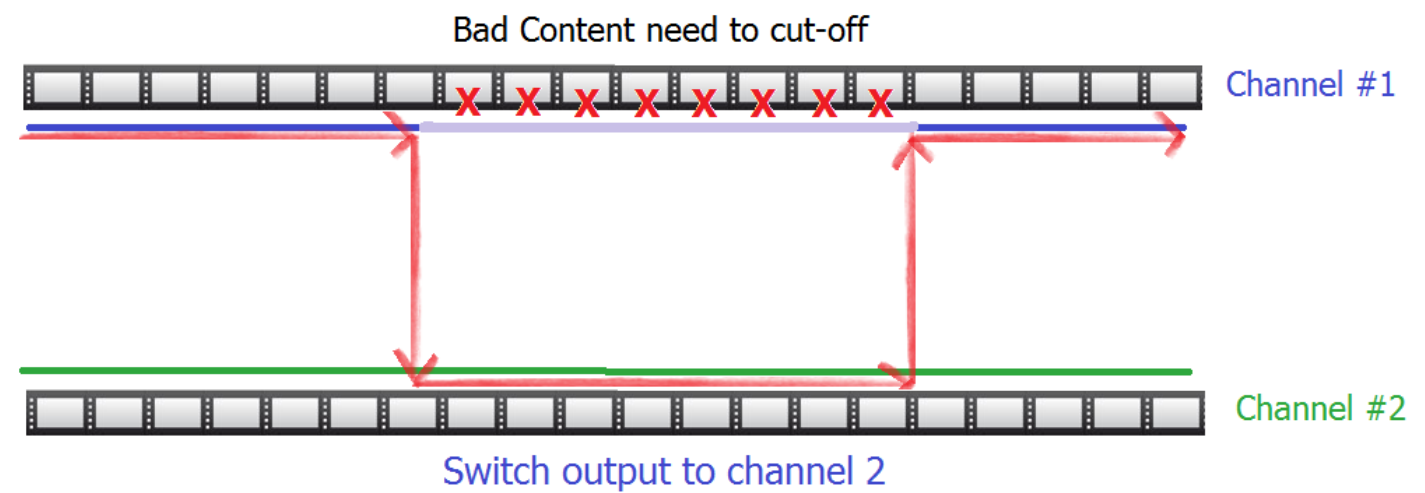 Bad Content need to cut-off
Channel #1
X X X X X X X X
Channel #2
Switch output to channel 2